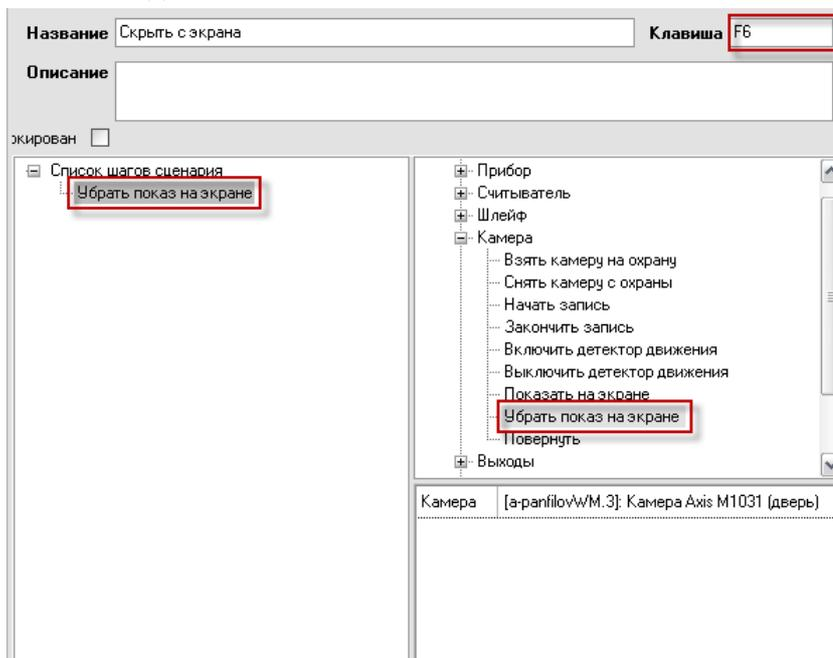 Название Скрыть с экрана Клавиша F6
Описание
окирован
Список шагов сценария
Убрать показ на экране
Прибор
Считыватель
Шлейф
Камера
Взять камеру на охрану
Снять камеру с охраны
Начать запись
Закончить запись
Включить детектор движения
Выключить детектор движения
Показать на экране
Убрать показ на экране
Повернуть
Выходы
Камера [a-panfilovWM.3]: Камера Axis M1031 (дверь)